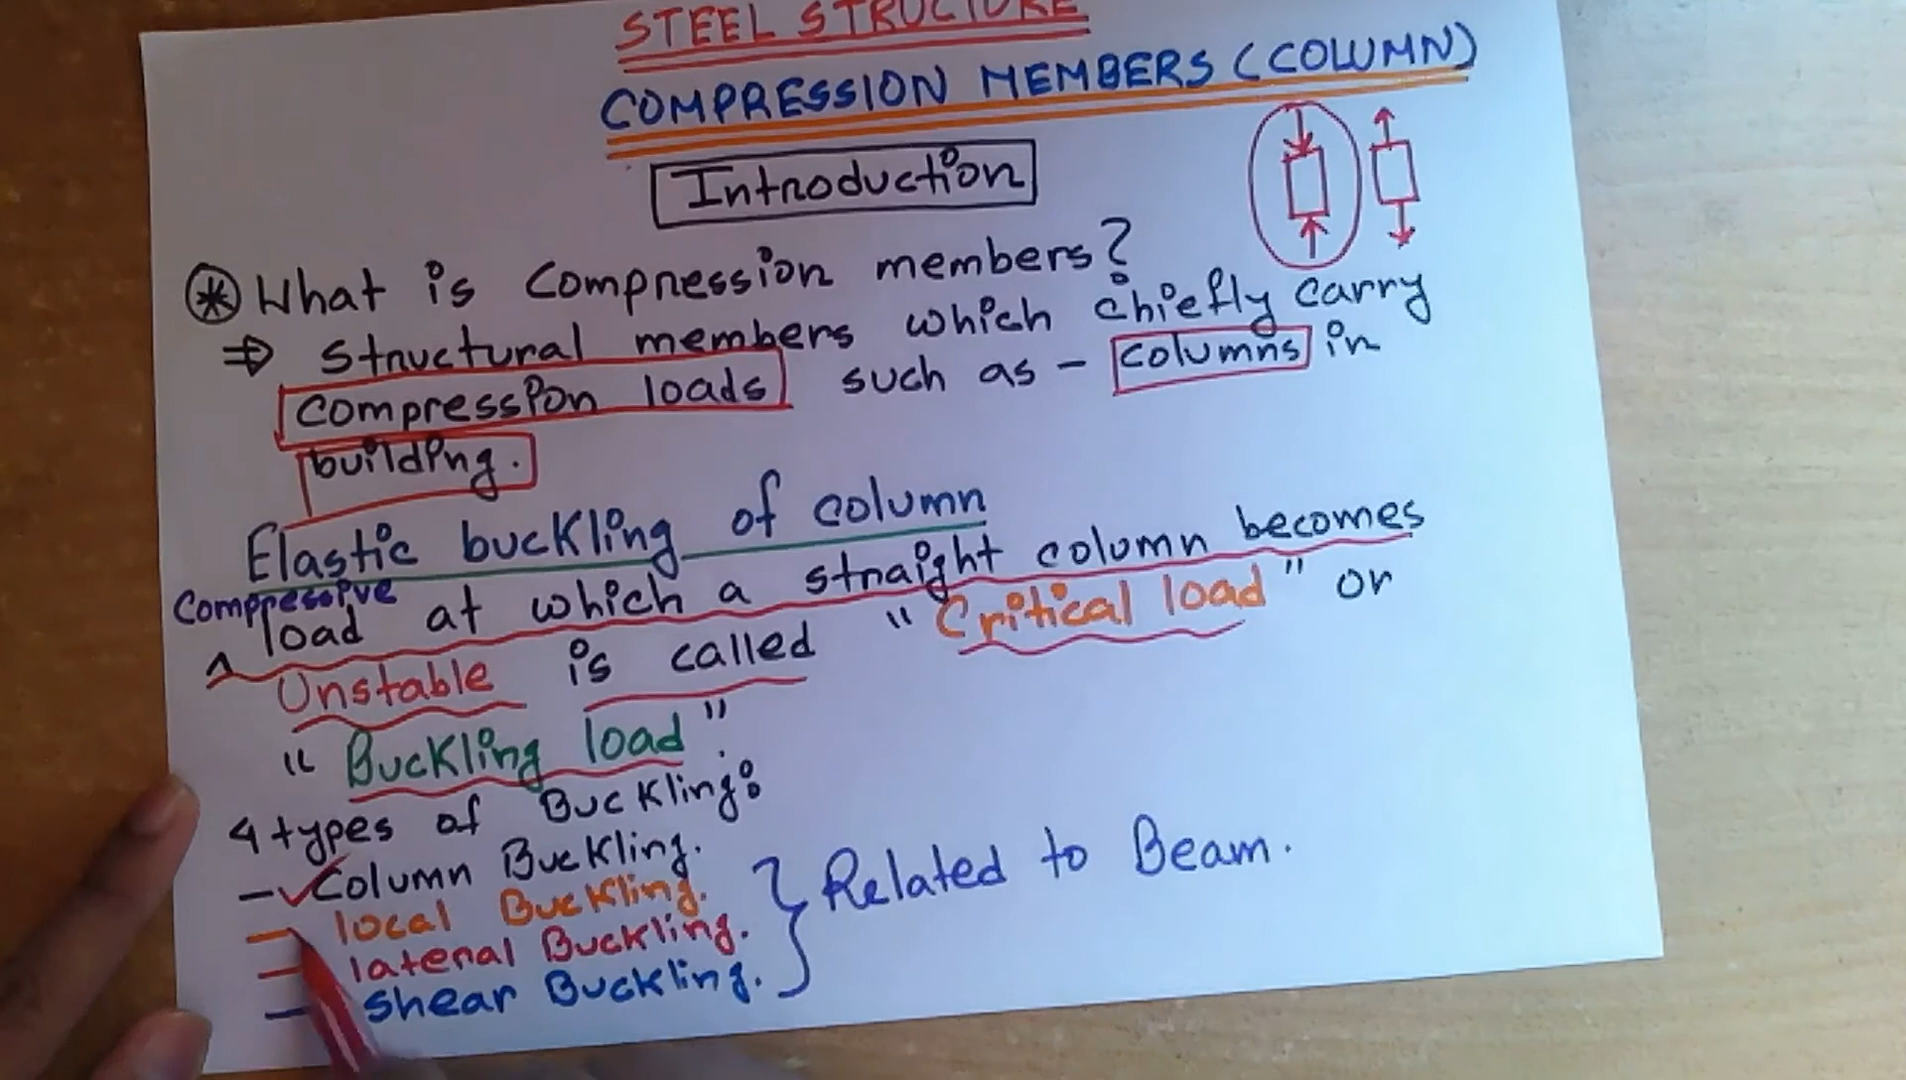 STEEL STRUCTURE
COMPRESSION MEMBERS (COLUMN)
Introduction
What is compression members?
⇒ structural members which chiefly carry
compression loads such as - columns in
building.
Elastic buckling of column
compressive
^ load at which a straight column becomes
Unstable is called "Critical load" or
"Buckling load".
4 types of Buckling:
- ✓ Column Buckling.
- local Buckling.
- lateral Buckling.
- shear Buckling.
} Related to Beam.